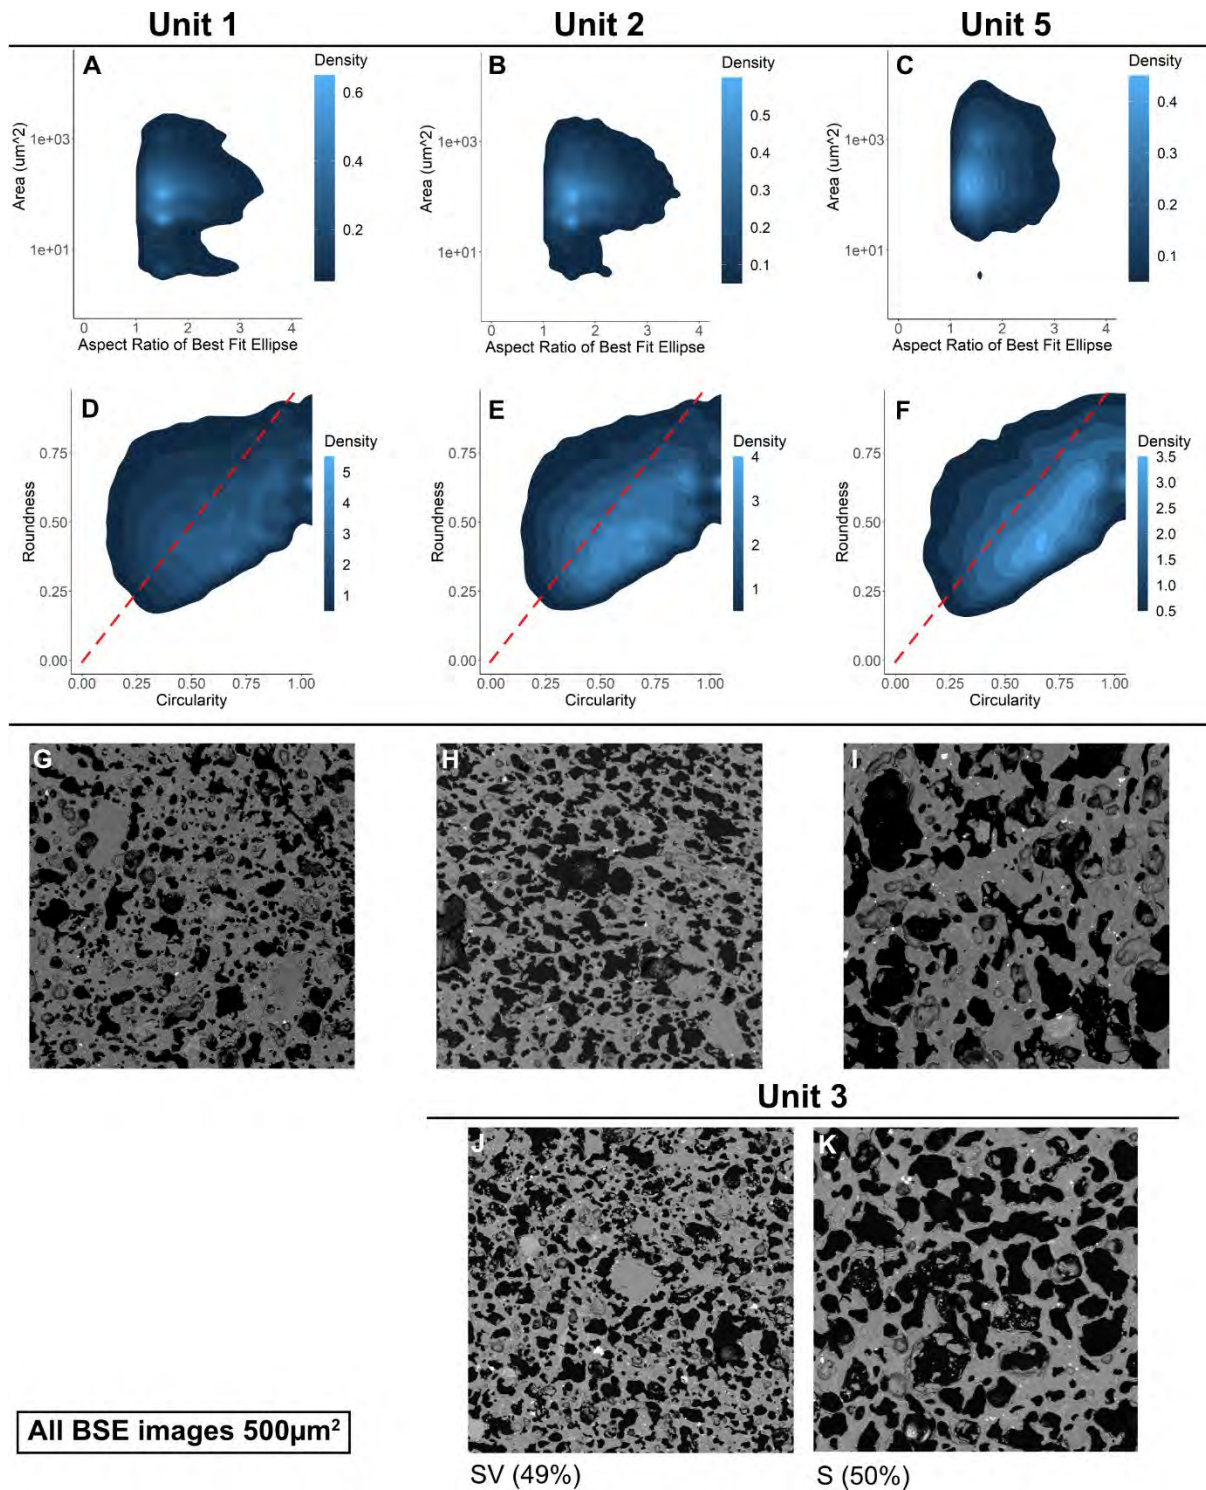 Unit 1
Unit 2
Unit 5
A
Density
0.6
0.4
0.2
Area (um^2)
1e+03
1e+01
0 1 2 3 4
Aspect Ratio of Best Fit Ellipse
B
Density
0.5
0.4
0.3
0.2
0.1
Area (um^2)
1e+03
1e+01
0 1 2 3 4
Aspect Ratio of Best Fit Ellipse
C
Density
0.4
0.3
0.2
0.1
Area (um^2)
1e+03
1e+01
0 1 2 3 4
Aspect Ratio of Best Fit Ellipse
D
Density
5
4
3
2
1
Roundness
0.75
0.50
0.25
0.00
0.00 0.25 0.50 0.75 1.00
Circularity
E
Density
4
3
2
1
Roundness
0.75
0.50
0.25
0.00
0.00 0.25 0.50 0.75 1.00
Circularity
F
Density
3.5
3.0
2.5
2.0
1.5
1.0
0.5
Roundness
0.75
0.50
0.25
0.00
0.00 0.25 0.50 0.75 1.00
Circularity
G
H
I
Unit 3
J
K
All BSE images 500µm²
SV (49%)
S (50%)